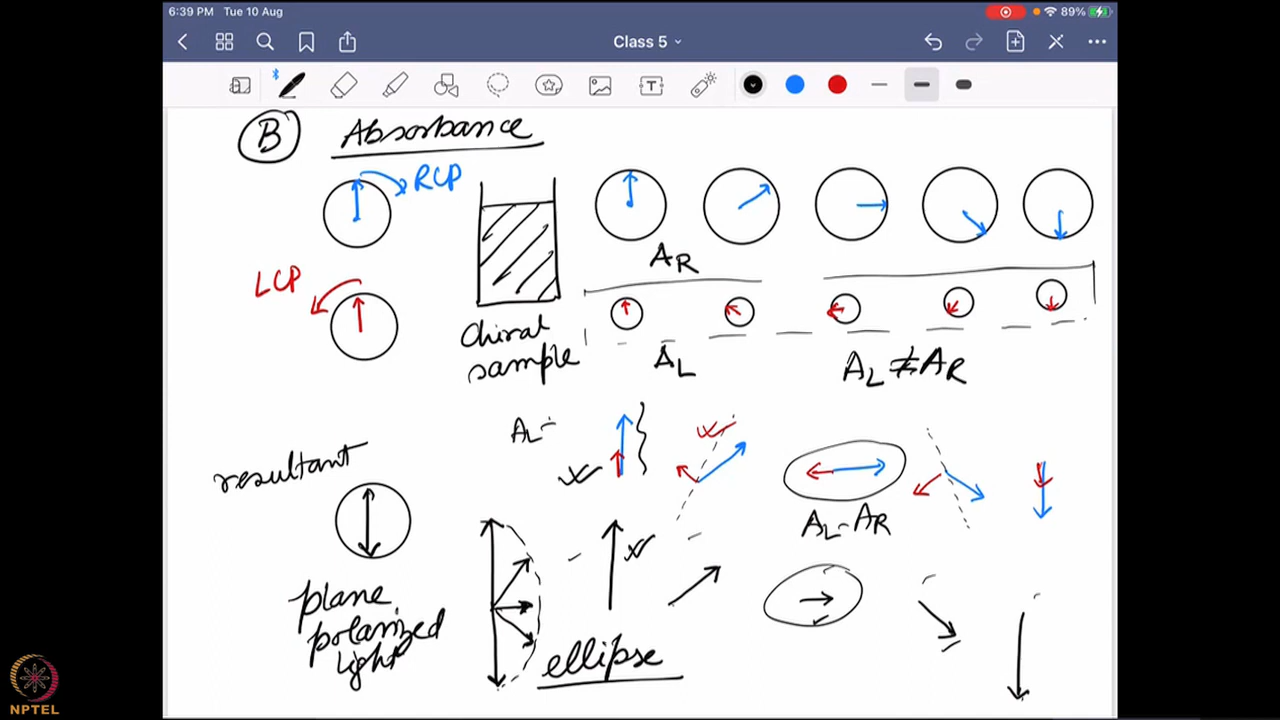 6:39 PM Tue 10 Aug
89%
Class 5
B Absorbance
RCP
LCP
Chiral
sample
AR
AL
AL ≠ AR
AL =
resultant
AL - AR
plane
polarized
light
ellipse
NPTEL